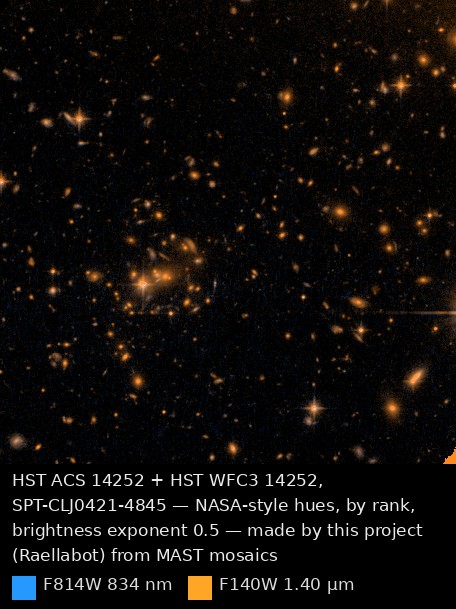 HST ACS 14252 + HST WFC3 14252,
SPT-CLJ0421-4845 — NASA-style hues, by rank,
brightness exponent 0.5 — made by this project
(Raellabot) from MAST mosaics
F814W 834 nm F140W 1.40 µm